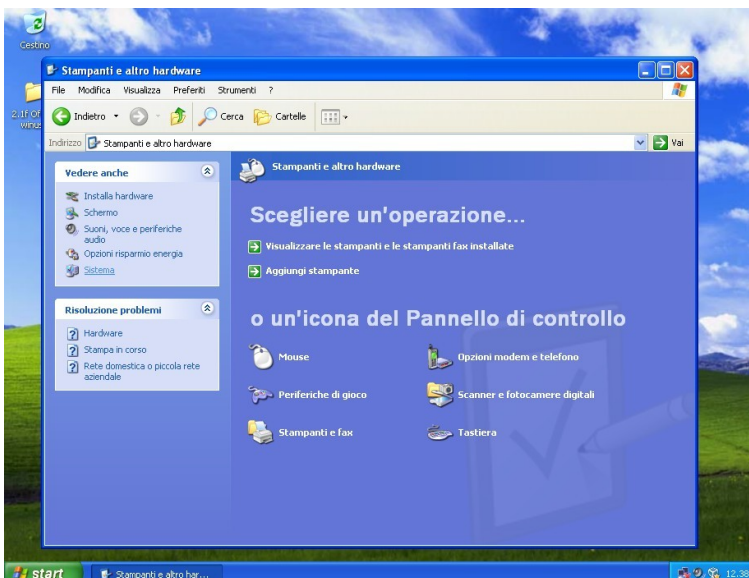 Cestino
Stampanti e altro hardware
File Modifica Visualizza Preferiti Strumenti ?
Indietro Cerca Cartelle
Indirizzo Stampanti e altro hardware Vai
Vedere anche
Installa hardware
Schermo
Suoni, voce e periferiche
audio
Opzioni risparmio energia
Sistema
Risoluzione problemi
Hardware
Stampa in corso
Rete domestica o piccola rete
aziendale
Stampanti e altro hardware
Scegliere un'operazione...
Visualizzare le stampanti e le stampanti fax installate
Aggiungi stampante
o un'icona del Pannello di controllo
Mouse Opzioni modem e telefono
Periferiche di gioco Scanner e fotocamere digitali
Stampanti e fax Tastiera
start Stampanti e altro har... 12.38